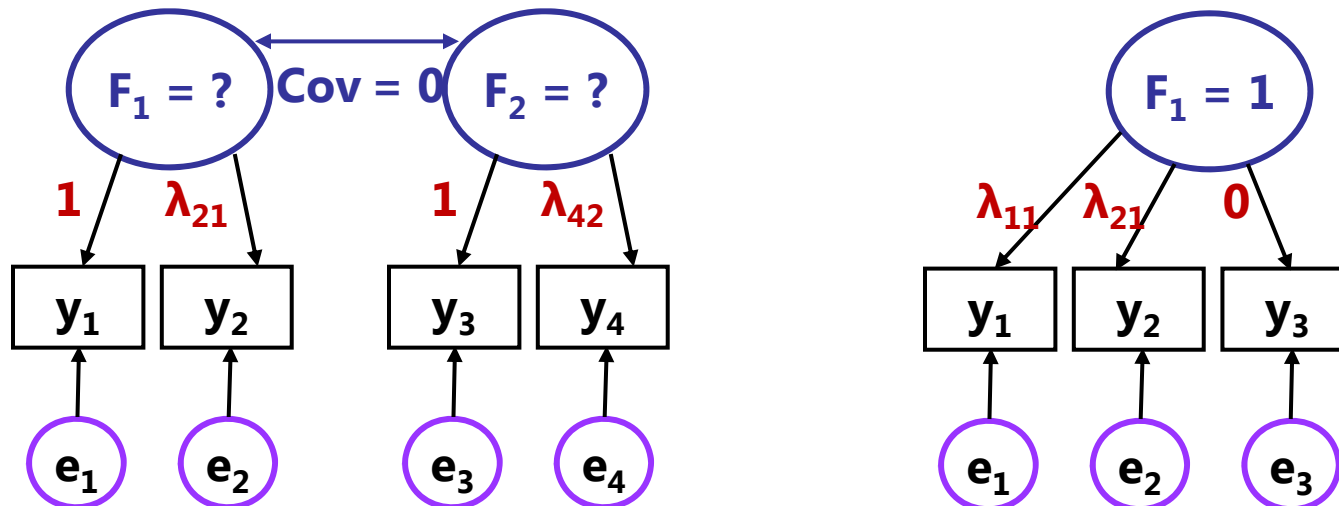 F₁ = ? Cov = 0 F₂ = ? F₁ = 1
1 λ₂₁ 1 λ₄₂ λ₁₁ λ₂₁ 0
y₁ y₂ y₃ y₄ y₁ y₂ y₃
e₁ e₂ e₃ e₄ e₁ e₂ e₃